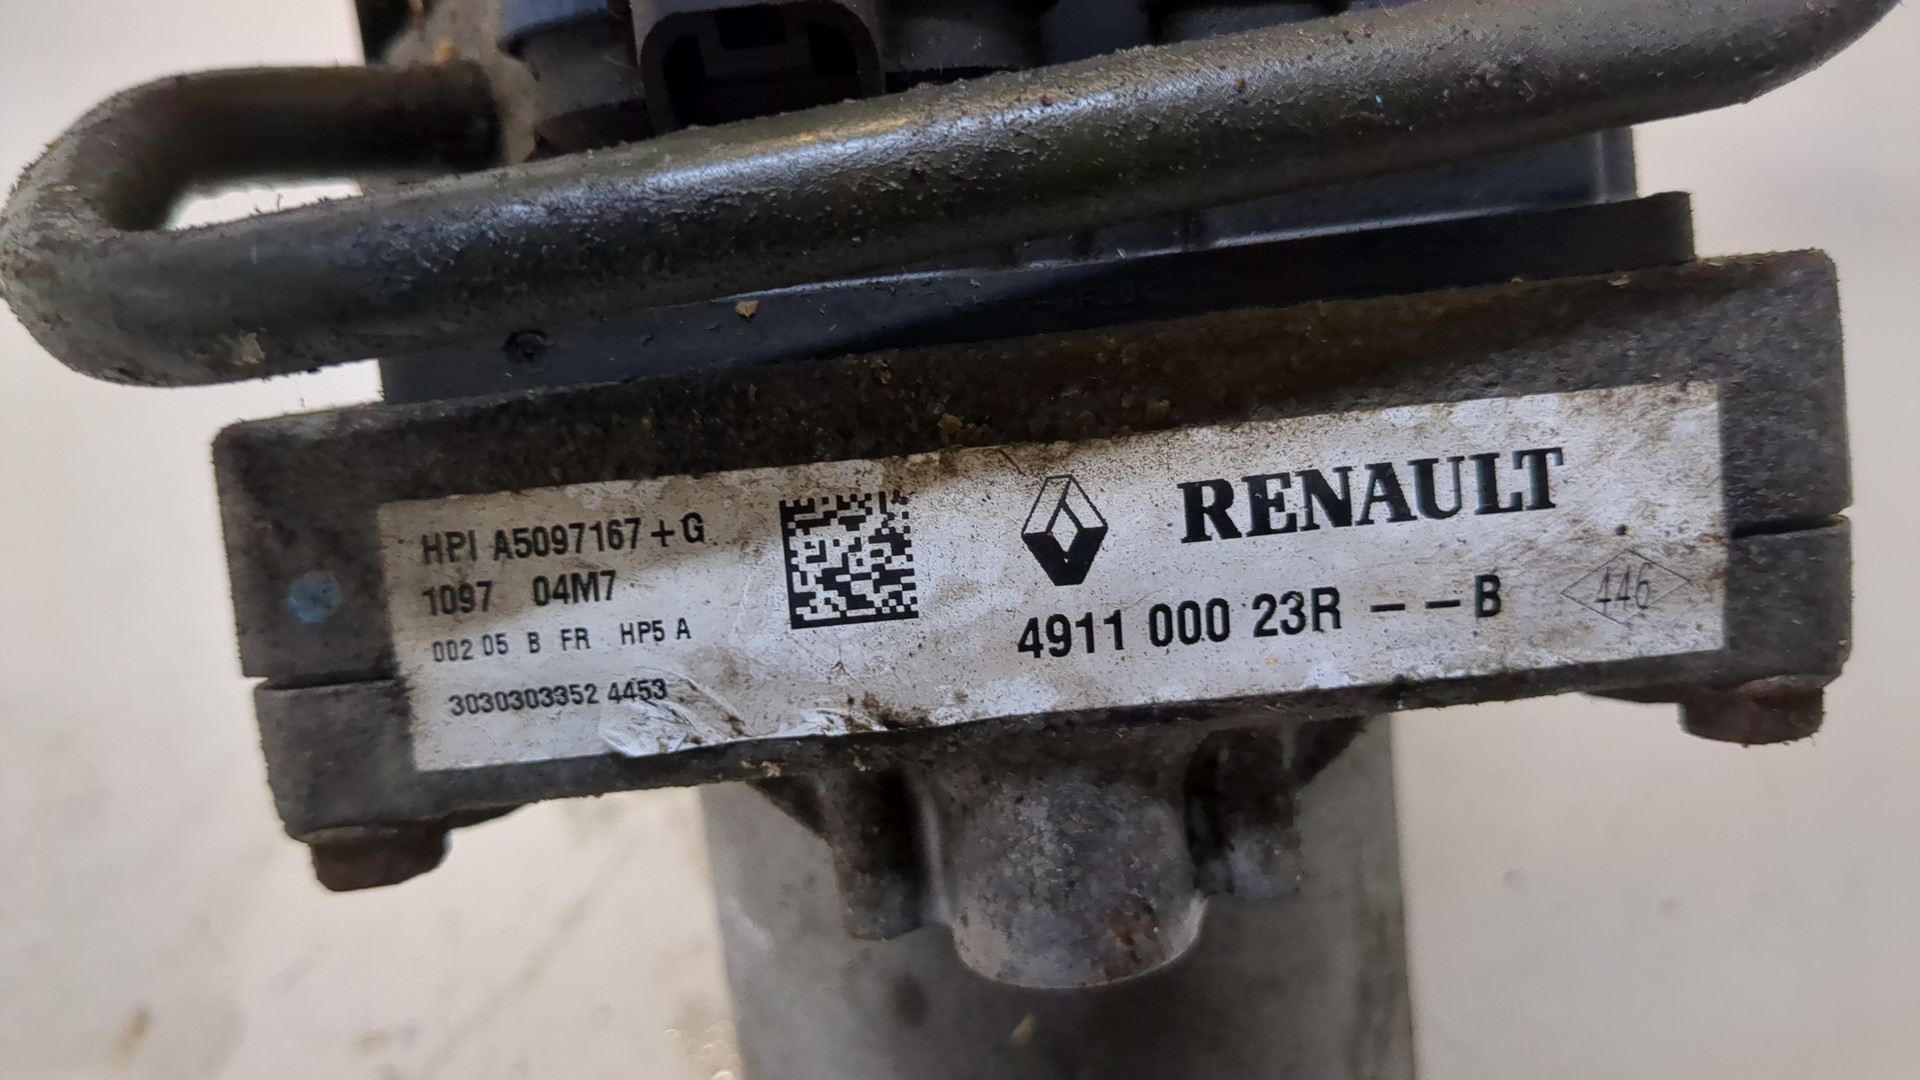 HPI A5097167+G
1097 04M7
002 05 B FR HP5 A
3030303352 4453
RENAULT
4911 000 23R - - B
446